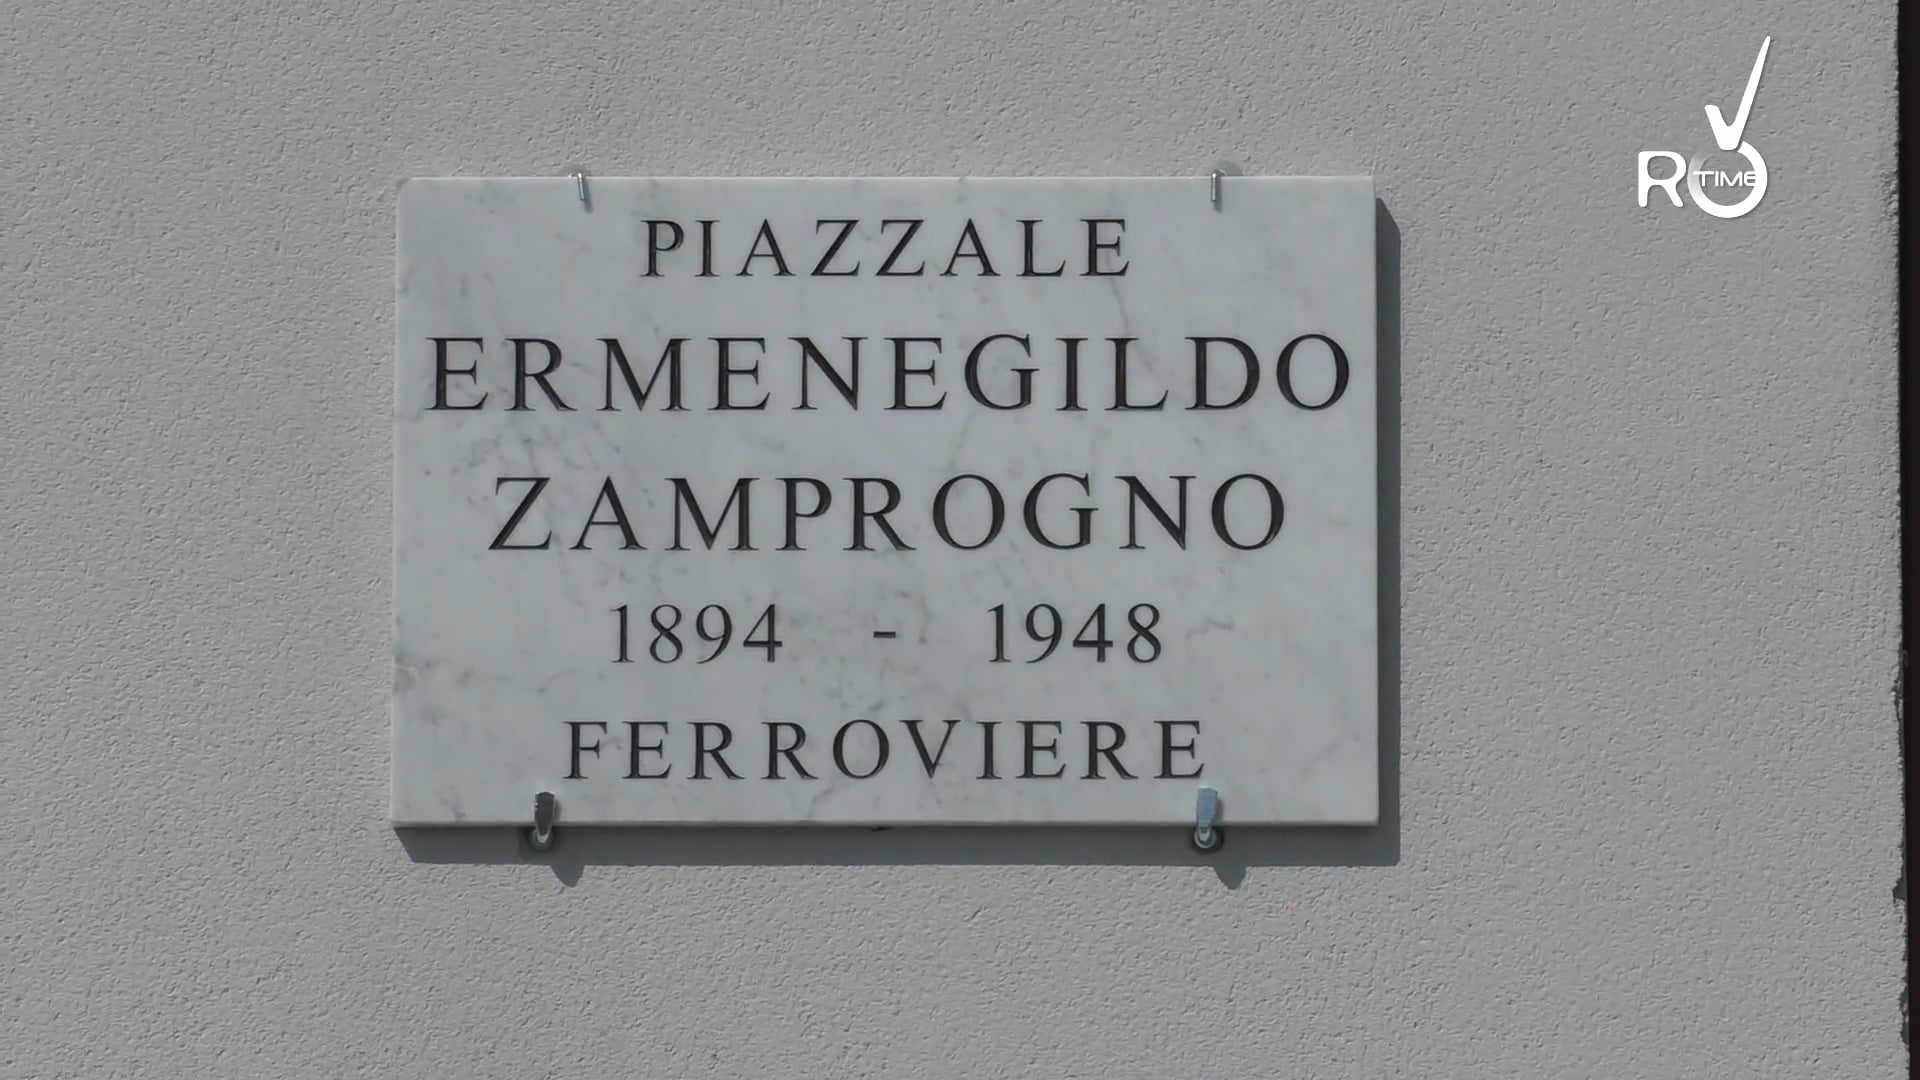 PIAZZALE
ERMENEGILDO
ZAMPROGNO
1894 - 1948
FERROVIERE
RO
TIME